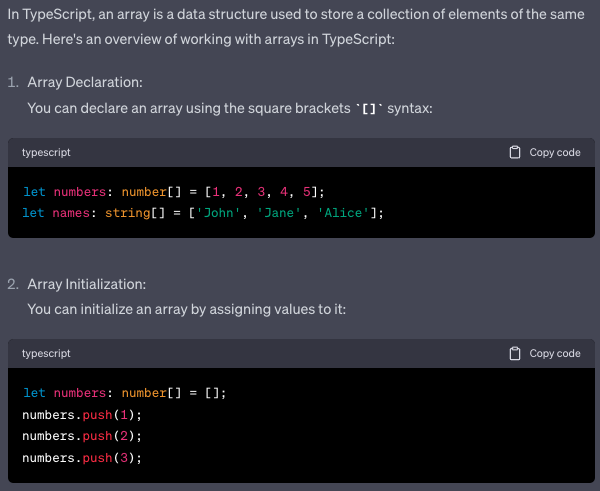 In TypeScript, an array is a data structure used to store a collection of elements of the same
type. Here's an overview of working with arrays in TypeScript:
1. Array Declaration:
You can declare an array using the square brackets `[]` syntax:
typescript Copy code
let numbers: number[] = [1, 2, 3, 4, 5];
let names: string[] = ['John', 'Jane', 'Alice'];
2. Array Initialization:
You can initialize an array by assigning values to it:
typescript Copy code
let numbers: number[] = [];
numbers.push(1);
numbers.push(2);
numbers.push(3);